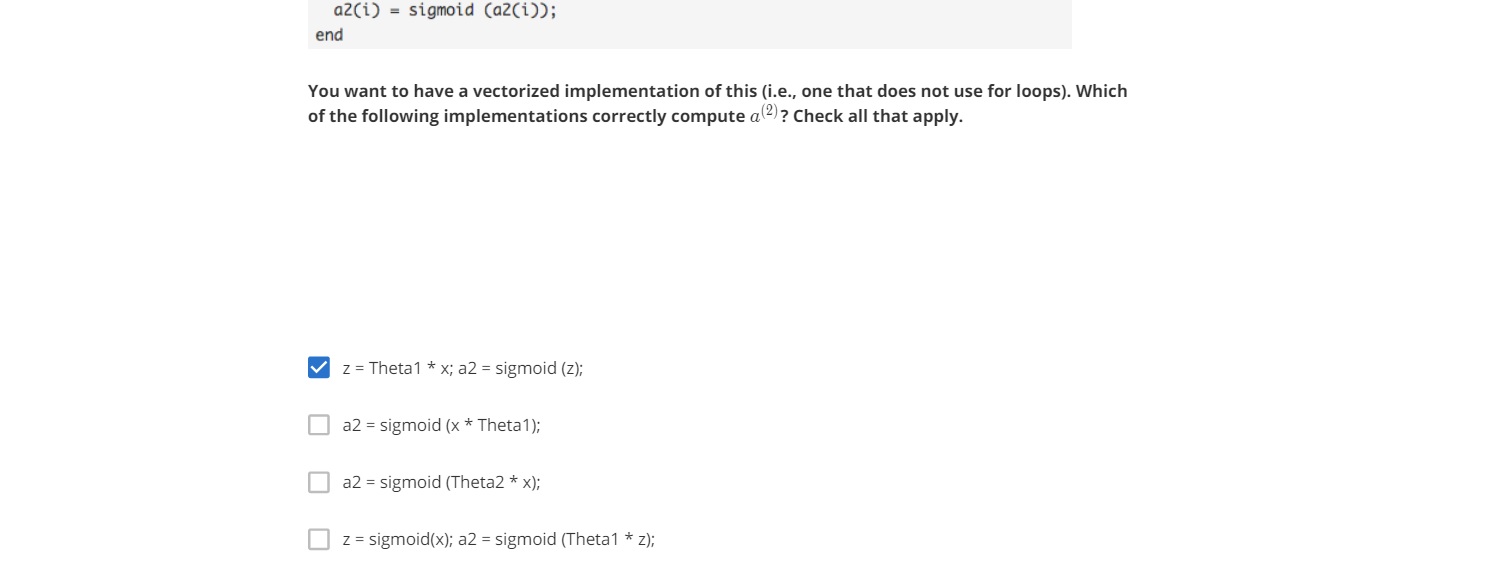 a2(i) = sigmoid (a2(i));
end
You want to have a vectorized implementation of this (i.e., one that does not use for loops). Which
of the following implementations correctly compute a^(2)? Check all that apply.
z = Theta1 * x; a2 = sigmoid (z);
a2 = sigmoid (x * Theta1);
a2 = sigmoid (Theta2 * x);
z = sigmoid(x); a2 = sigmoid (Theta1 * z);